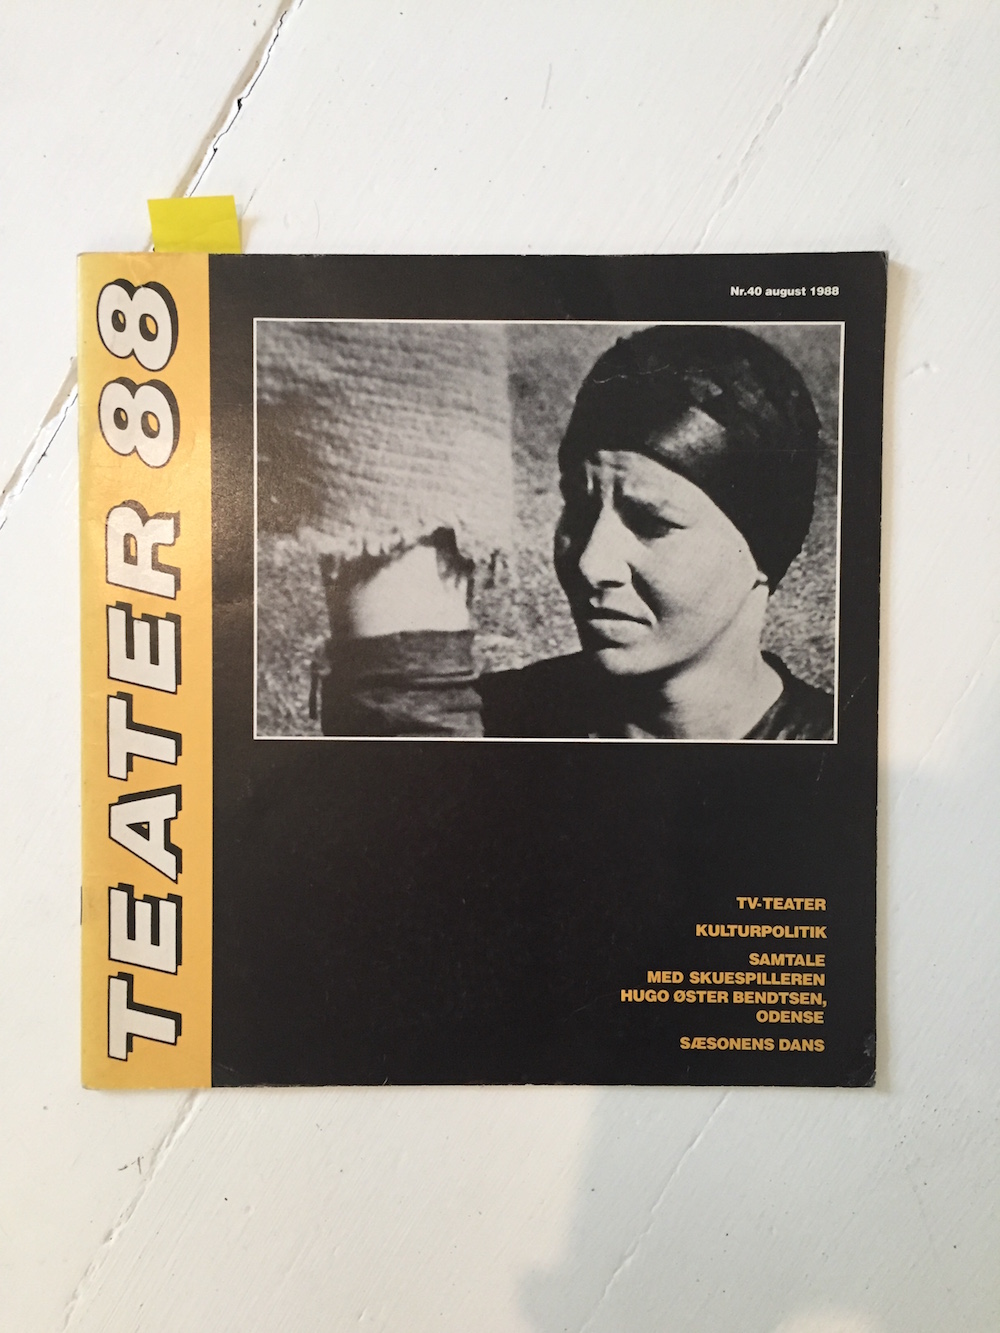 TEATER 88
Nr.40 august 1988
TV-TEATER
KULTURPOLITIK
SAMTALE
MED SKUESPILLEREN
HUGO ØSTER BENDTSEN,
ODENSE
SÆSONENS DANS